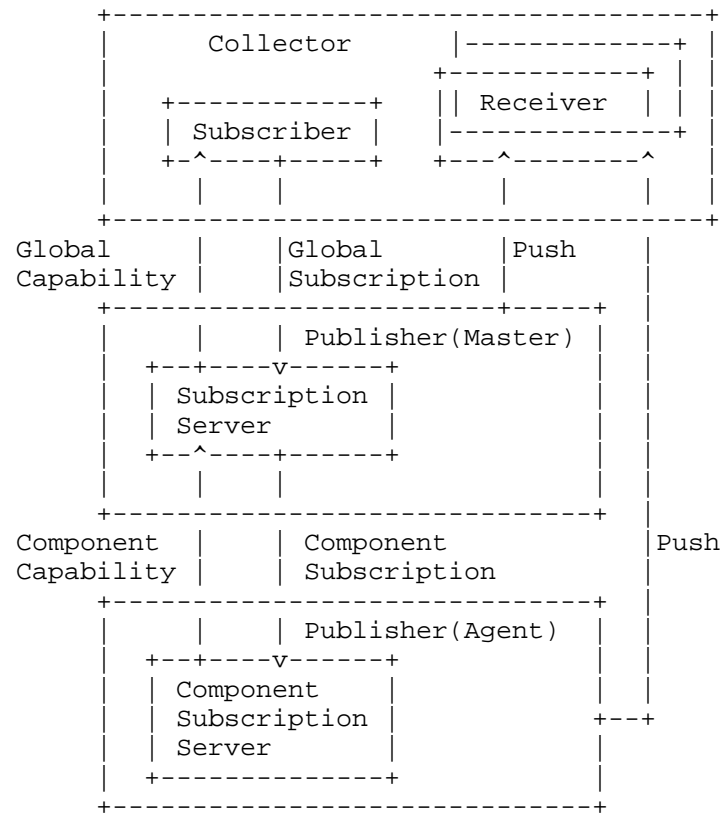 Collector
Receiver
Subscriber
Global Global Push
Capability Subscription
Publisher(Master)
Subscription
Server
Component Component Push
Capability Subscription
Publisher(Agent)
Component
Subscription
Server